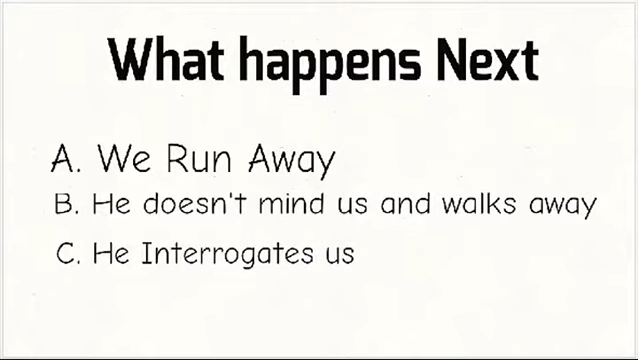 What happens Next
A. We Run Away
B. He doesn't mind us and walks away
C. He Interrogates us